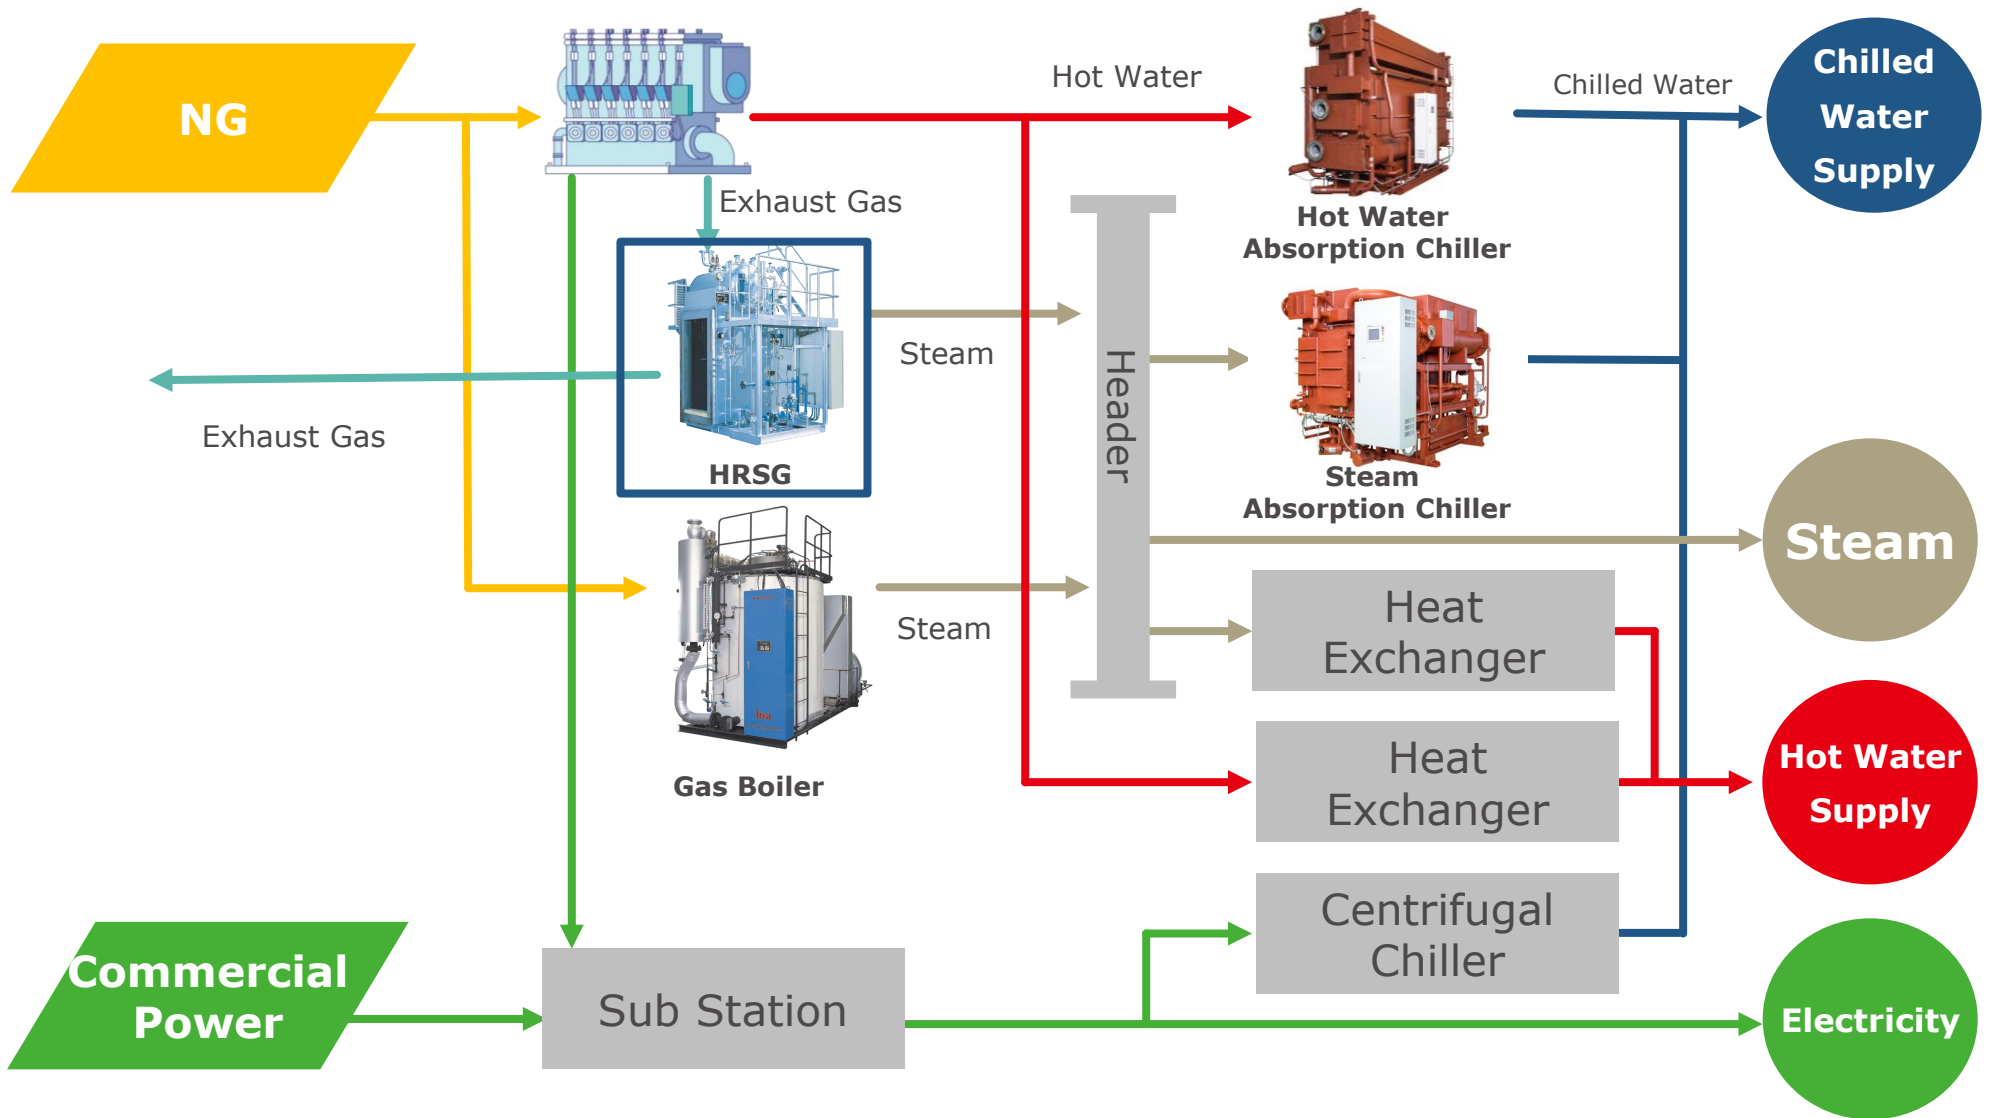 NG
Hot Water
Chilled Water
Chilled
Water
Supply
Exhaust Gas
Hot Water
Absorption Chiller
Steam
Header
Exhaust Gas
HRSG
Steam
Absorption Chiller
Steam
Steam
Heat
Exchanger
Gas Boiler
Heat
Exchanger
Hot Water
Supply
Commercial
Power
Sub Station
Centrifugal
Chiller
Electricity